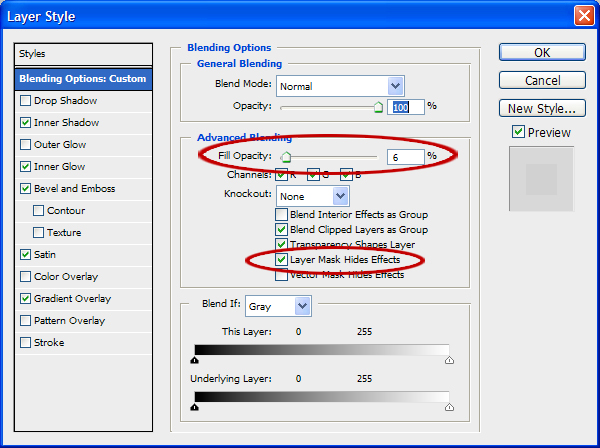 Layer Style
Styles
Blending Options: Custom
Drop Shadow
Inner Shadow
Outer Glow
Inner Glow
Bevel and Emboss
Contour
Texture
Satin
Color Overlay
Gradient Overlay
Pattern Overlay
Stroke
Blending Options
General Blending
Blend Mode: Normal
Opacity: 100 %
Advanced Blending
Fill Opacity: 6 %
Channels: R G B
Knockout: None
Blend Interior Effects as Group
Blend Clipped Layers as Group
Transparency Shapes Layer
Layer Mask Hides Effects
Vector Mask Hides Effects
Blend If: Gray
This Layer: 0 255
Underlying Layer: 0 255
OK
Cancel
New Style...
Preview